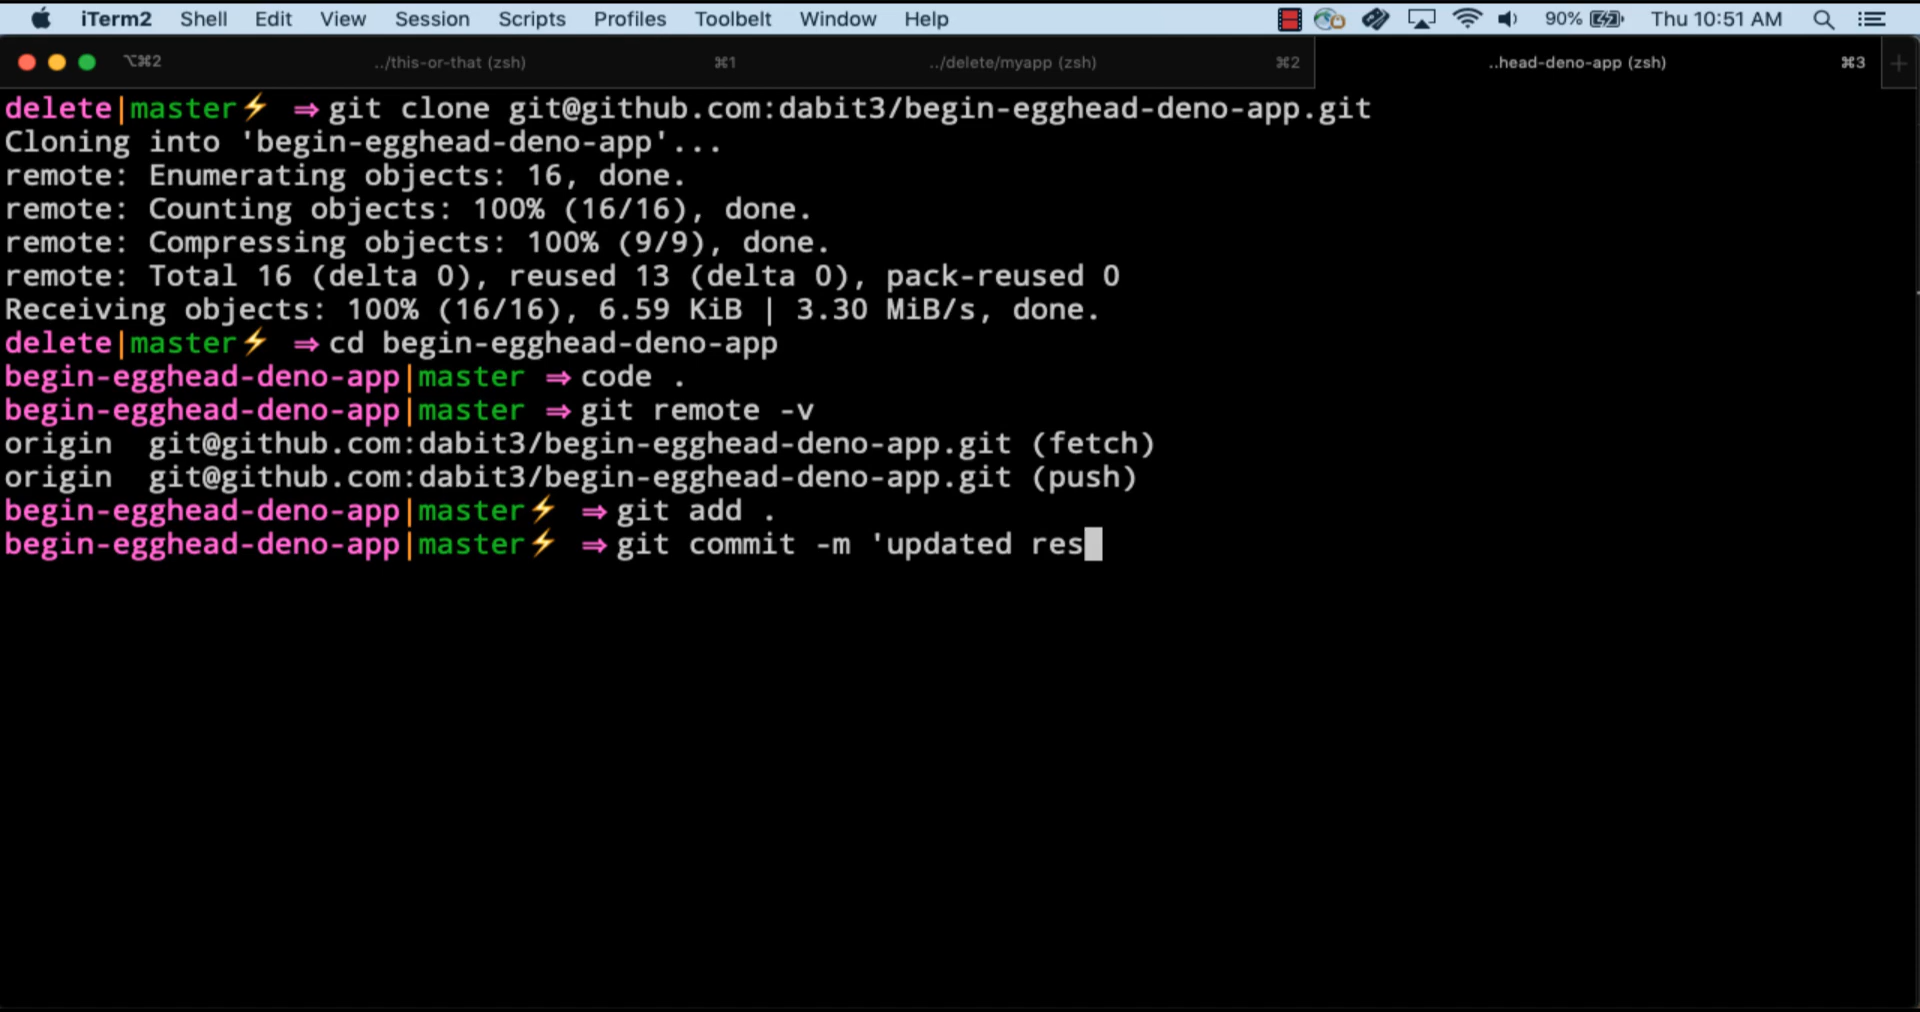 iTerm2 Shell Edit View Session Scripts Profiles Toolbelt Window Help 90% Thu 10:51 AM
⌥⌘2 ../this-or-that (zsh) ⌘1 ../delete/myapp (zsh) ⌘2 ..head-deno-app (zsh) ⌘3 +
delete|master⚡ ⇒ git clone git@github.com:dabit3/begin-egghead-deno-app.git
Cloning into 'begin-egghead-deno-app'...
remote: Enumerating objects: 16, done.
remote: Counting objects: 100% (16/16), done.
remote: Compressing objects: 100% (9/9), done.
remote: Total 16 (delta 0), reused 13 (delta 0), pack-reused 0
Receiving objects: 100% (16/16), 6.59 KiB | 3.30 MiB/s, done.
delete|master⚡ ⇒ cd begin-egghead-deno-app
begin-egghead-deno-app|master ⇒ code .
begin-egghead-deno-app|master ⇒ git remote -v
origin  git@github.com:dabit3/begin-egghead-deno-app.git (fetch)
origin  git@github.com:dabit3/begin-egghead-deno-app.git (push)
begin-egghead-deno-app|master⚡ ⇒ git add .
begin-egghead-deno-app|master⚡ ⇒ git commit -m 'updated res